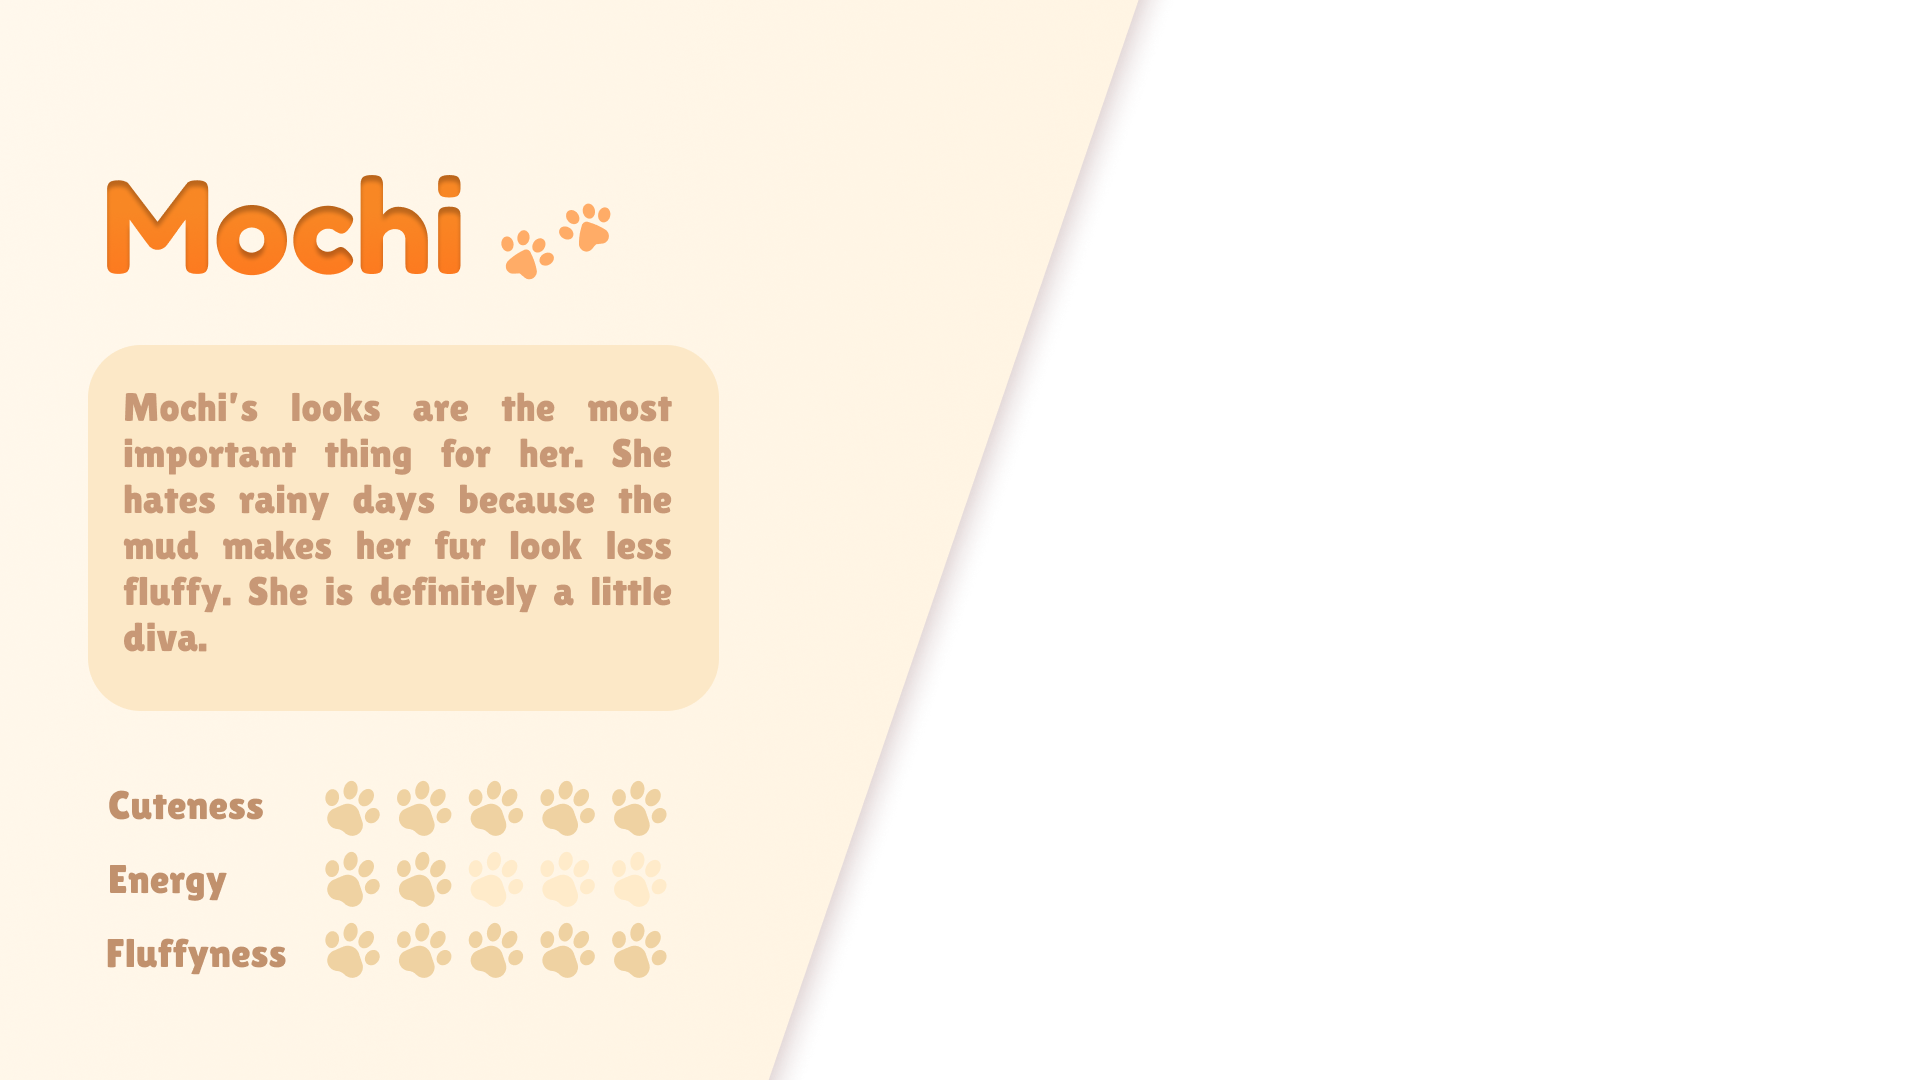 Mochi
Mochi's looks are the most
important thing for her. She
hates rainy days because the
mud makes her fur look less
fluffy. She is definitely a little
diva.
Cuteness
Energy
Fluffyness